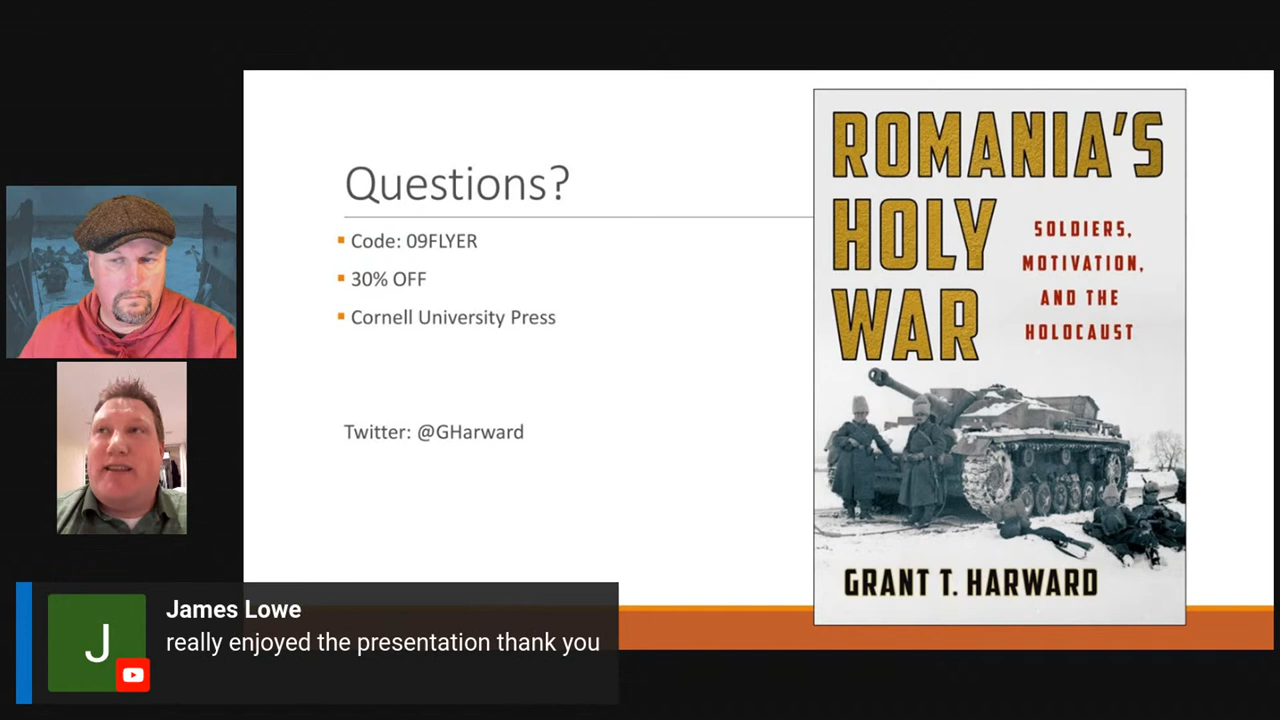 Questions?
Code: 09FLYER
30% OFF
Cornell University Press
Twitter: @GHarward
ROMANIA'S
HOLY
WAR
SOLDIERS,
MOTIVATION,
AND THE
HOLOCAUST
GRANT T. HARWARD
J
James Lowe
really enjoyed the presentation thank you